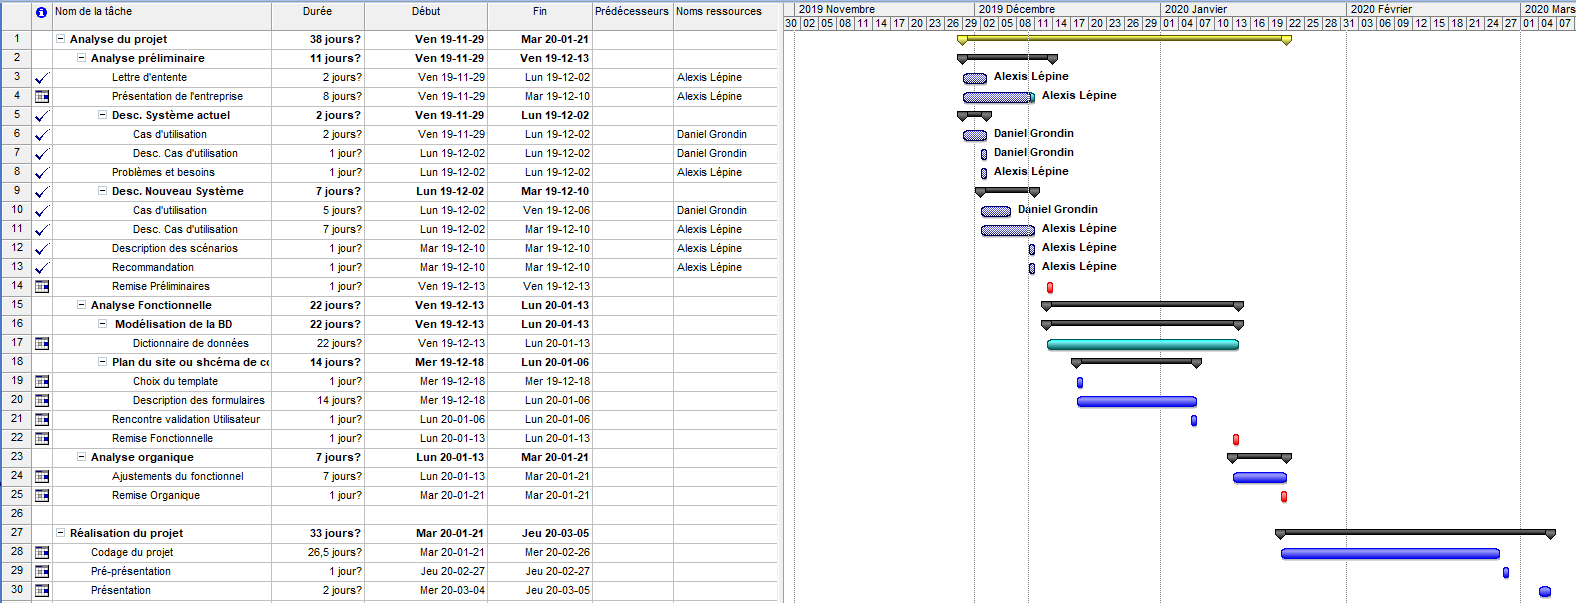 Nom de la tâche Durée Début Fin Prédécesseurs Noms ressources
2019 Novembre 2019 Décembre 2020 Janvier 2020 Février 2020 Mars
30 02 05 08 11 14 17 20 23 26 29 02 05 08 11 14 17 20 23 26 29 01 04 07 10 13 16 19 22 25 28 31 03 06 09 12 15 18 21 24 27 01 04 07
1 Analyse du projet 38 jours? Ven 19-11-29 Mar 20-01-21
2 Analyse préliminaire 11 jours? Ven 19-11-29 Ven 19-12-13
3 Lettre d'entente 2 jours? Ven 19-11-29 Lun 19-12-02 Alexis Lépine Alexis Lépine
4 Présentation de l'entreprise 8 jours? Ven 19-11-29 Mar 19-12-10 Alexis Lépine Alexis Lépine
5 Desc. Système actuel 2 jours? Ven 19-11-29 Lun 19-12-02
6 Cas d'utilisation 2 jours? Ven 19-11-29 Lun 19-12-02 Daniel Grondin Daniel Grondin
7 Desc. Cas d'utilisation 1 jour? Lun 19-12-02 Lun 19-12-02 Daniel Grondin Daniel Grondin
8 Problèmes et besoins 1 jour? Lun 19-12-02 Lun 19-12-02 Alexis Lépine Alexis Lépine
9 Desc. Nouveau Système 7 jours? Lun 19-12-02 Mar 19-12-10
10 Cas d'utilisation 5 jours? Lun 19-12-02 Ven 19-12-06 Daniel Grondin Daniel Grondin
11 Desc. Cas d'utilisation 7 jours? Lun 19-12-02 Mar 19-12-10 Alexis Lépine Alexis Lépine
12 Description des scénarios 1 jour? Mar 19-12-10 Mar 19-12-10 Alexis Lépine Alexis Lépine
13 Recommandation 1 jour? Mar 19-12-10 Mar 19-12-10 Alexis Lépine Alexis Lépine
14 Remise Préliminaires 1 jour? Ven 19-12-13 Ven 19-12-13
15 Analyse Fonctionnelle 22 jours? Ven 19-12-13 Lun 20-01-13
16 Modélisation de la BD 22 jours? Ven 19-12-13 Lun 20-01-13
17 Dictionnaire de données 22 jours? Ven 19-12-13 Lun 20-01-13
18 Plan du site ou shcéma de co 14 jours? Mer 19-12-18 Lun 20-01-06
19 Choix du template 1 jour? Mer 19-12-18 Mer 19-12-18
20 Description des formulaires 14 jours? Mer 19-12-18 Lun 20-01-06
21 Rencontre validation Utilisateur 1 jour? Lun 20-01-06 Lun 20-01-06
22 Remise Fonctionnelle 1 jour? Lun 20-01-13 Lun 20-01-13
23 Analyse organique 7 jours? Lun 20-01-13 Mar 20-01-21
24 Ajustements du fonctionnel 7 jours? Lun 20-01-13 Mar 20-01-21
25 Remise Organique 1 jour? Mar 20-01-21 Mar 20-01-21
26
27 Réalisation du projet 33 jours? Mar 20-01-21 Jeu 20-03-05
28 Codage du projet 26,5 jours? Mar 20-01-21 Mer 20-02-26
29 Pré-présentation 1 jour? Jeu 20-02-27 Jeu 20-02-27
30 Présentation 2 jours? Mer 20-03-04 Jeu 20-03-05